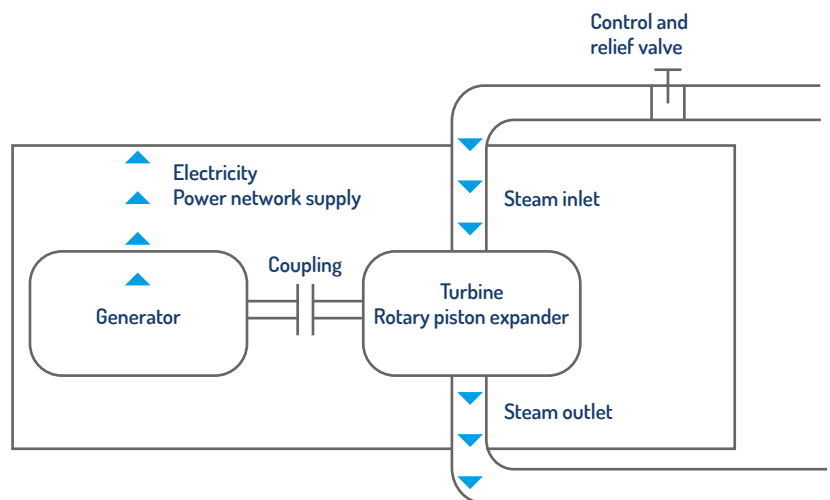 Control and
relief valve
Electricity
Power network supply
Steam inlet
Coupling
Generator
Turbine
Rotary piston expander
Steam outlet